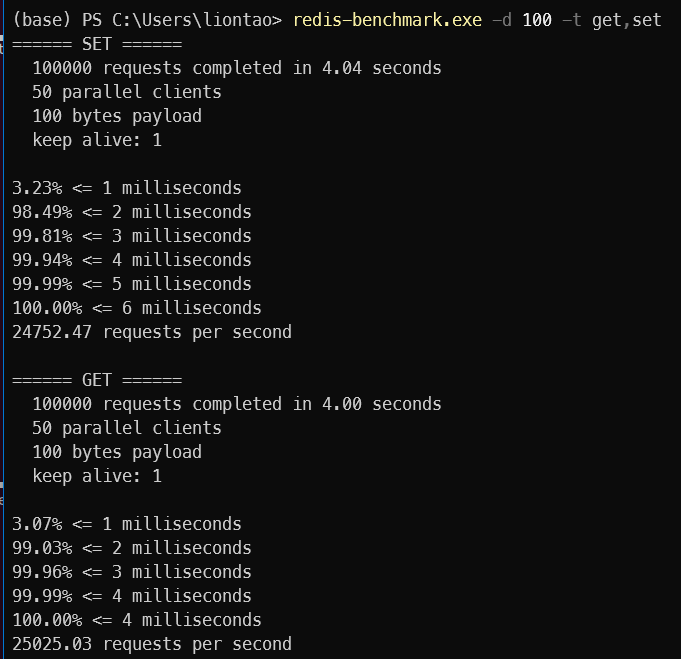 (base) PS C:\Users\liontao> redis-benchmark.exe -d 100 -t get,set
====== SET ======
  100000 requests completed in 4.04 seconds
  50 parallel clients
  100 bytes payload
  keep alive: 1

3.23% <= 1 milliseconds
98.49% <= 2 milliseconds
99.81% <= 3 milliseconds
99.94% <= 4 milliseconds
99.99% <= 5 milliseconds
100.00% <= 6 milliseconds
24752.47 requests per second

====== GET ======
  100000 requests completed in 4.00 seconds
  50 parallel clients
  100 bytes payload
  keep alive: 1

3.07% <= 1 milliseconds
99.03% <= 2 milliseconds
99.96% <= 3 milliseconds
99.99% <= 4 milliseconds
100.00% <= 4 milliseconds
25025.03 requests per second